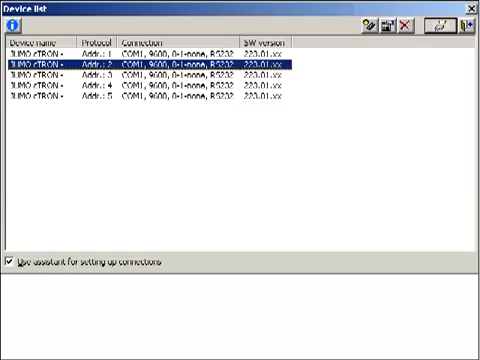 Device list
Device name Protocol Connection SW version
JUMO cTRON - Addr.: 1 COM1, 9600, 8-1-none, RS232 223.01.xx
JUMO cTRON - Addr.: 2 COM1, 9600, 8-1-none, RS232 223.01.xx
JUMO cTRON - Addr.: 3 COM1, 9600, 8-1-none, RS232 223.01.xx
JUMO cTRON - Addr.: 4 COM1, 9600, 8-1-none, RS232 223.01.xx
JUMO cTRON - Addr.: 5 COM1, 9600, 8-1-none, RS232 223.01.xx
Use assistant for setting up connections